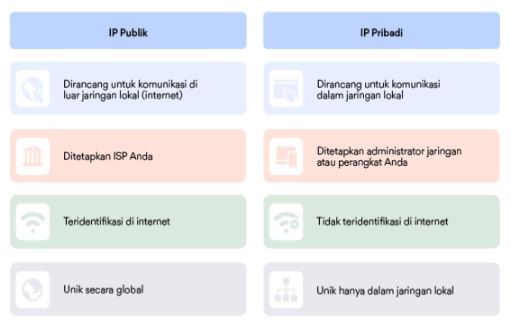 IP Publik
IP Pribadi
Dirancang untuk komunikasi di
luar jaringan lokal (internet)
Dirancang untuk komunikasi
dalam jaringan lokal
Ditetapkan ISP Anda
Ditetapkan administrator jaringan
atau perangkat Anda
Teridentifikasi di internet
Tidak teridentifikasi di internet
Unik secara global
Unik hanya dalam jaringan lokal